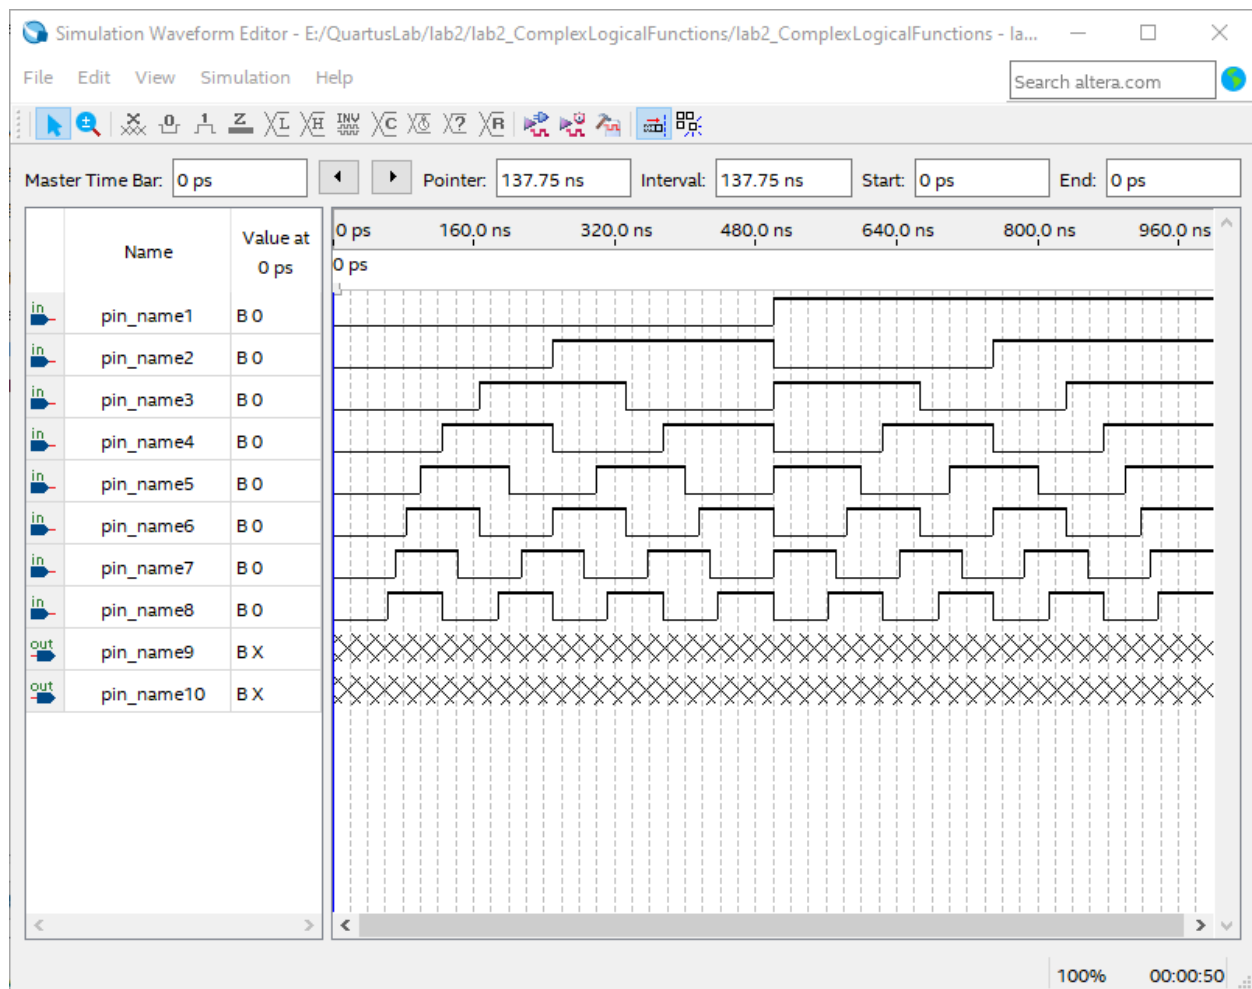 Simulation Waveform Editor - E:/QuartusLab/lab2/lab2_ComplexLogicalFunctions/lab2_ComplexLogicalFunctions - la...
File Edit View Simulation Help
Search altera.com
Master Time Bar: 0 ps Pointer: 137.75 ns Interval: 137.75 ns Start: 0 ps End: 0 ps
Name Value at 0 ps
0 ps 160.0 ns 320.0 ns 480.0 ns 640.0 ns 800.0 ns 960.0 ns
0 ps
in pin_name1 B 0
in pin_name2 B 0
in pin_name3 B 0
in pin_name4 B 0
in pin_name5 B 0
in pin_name6 B 0
in pin_name7 B 0
in pin_name8 B 0
out pin_name9 B X
out pin_name10 B X
100% 00:00:50